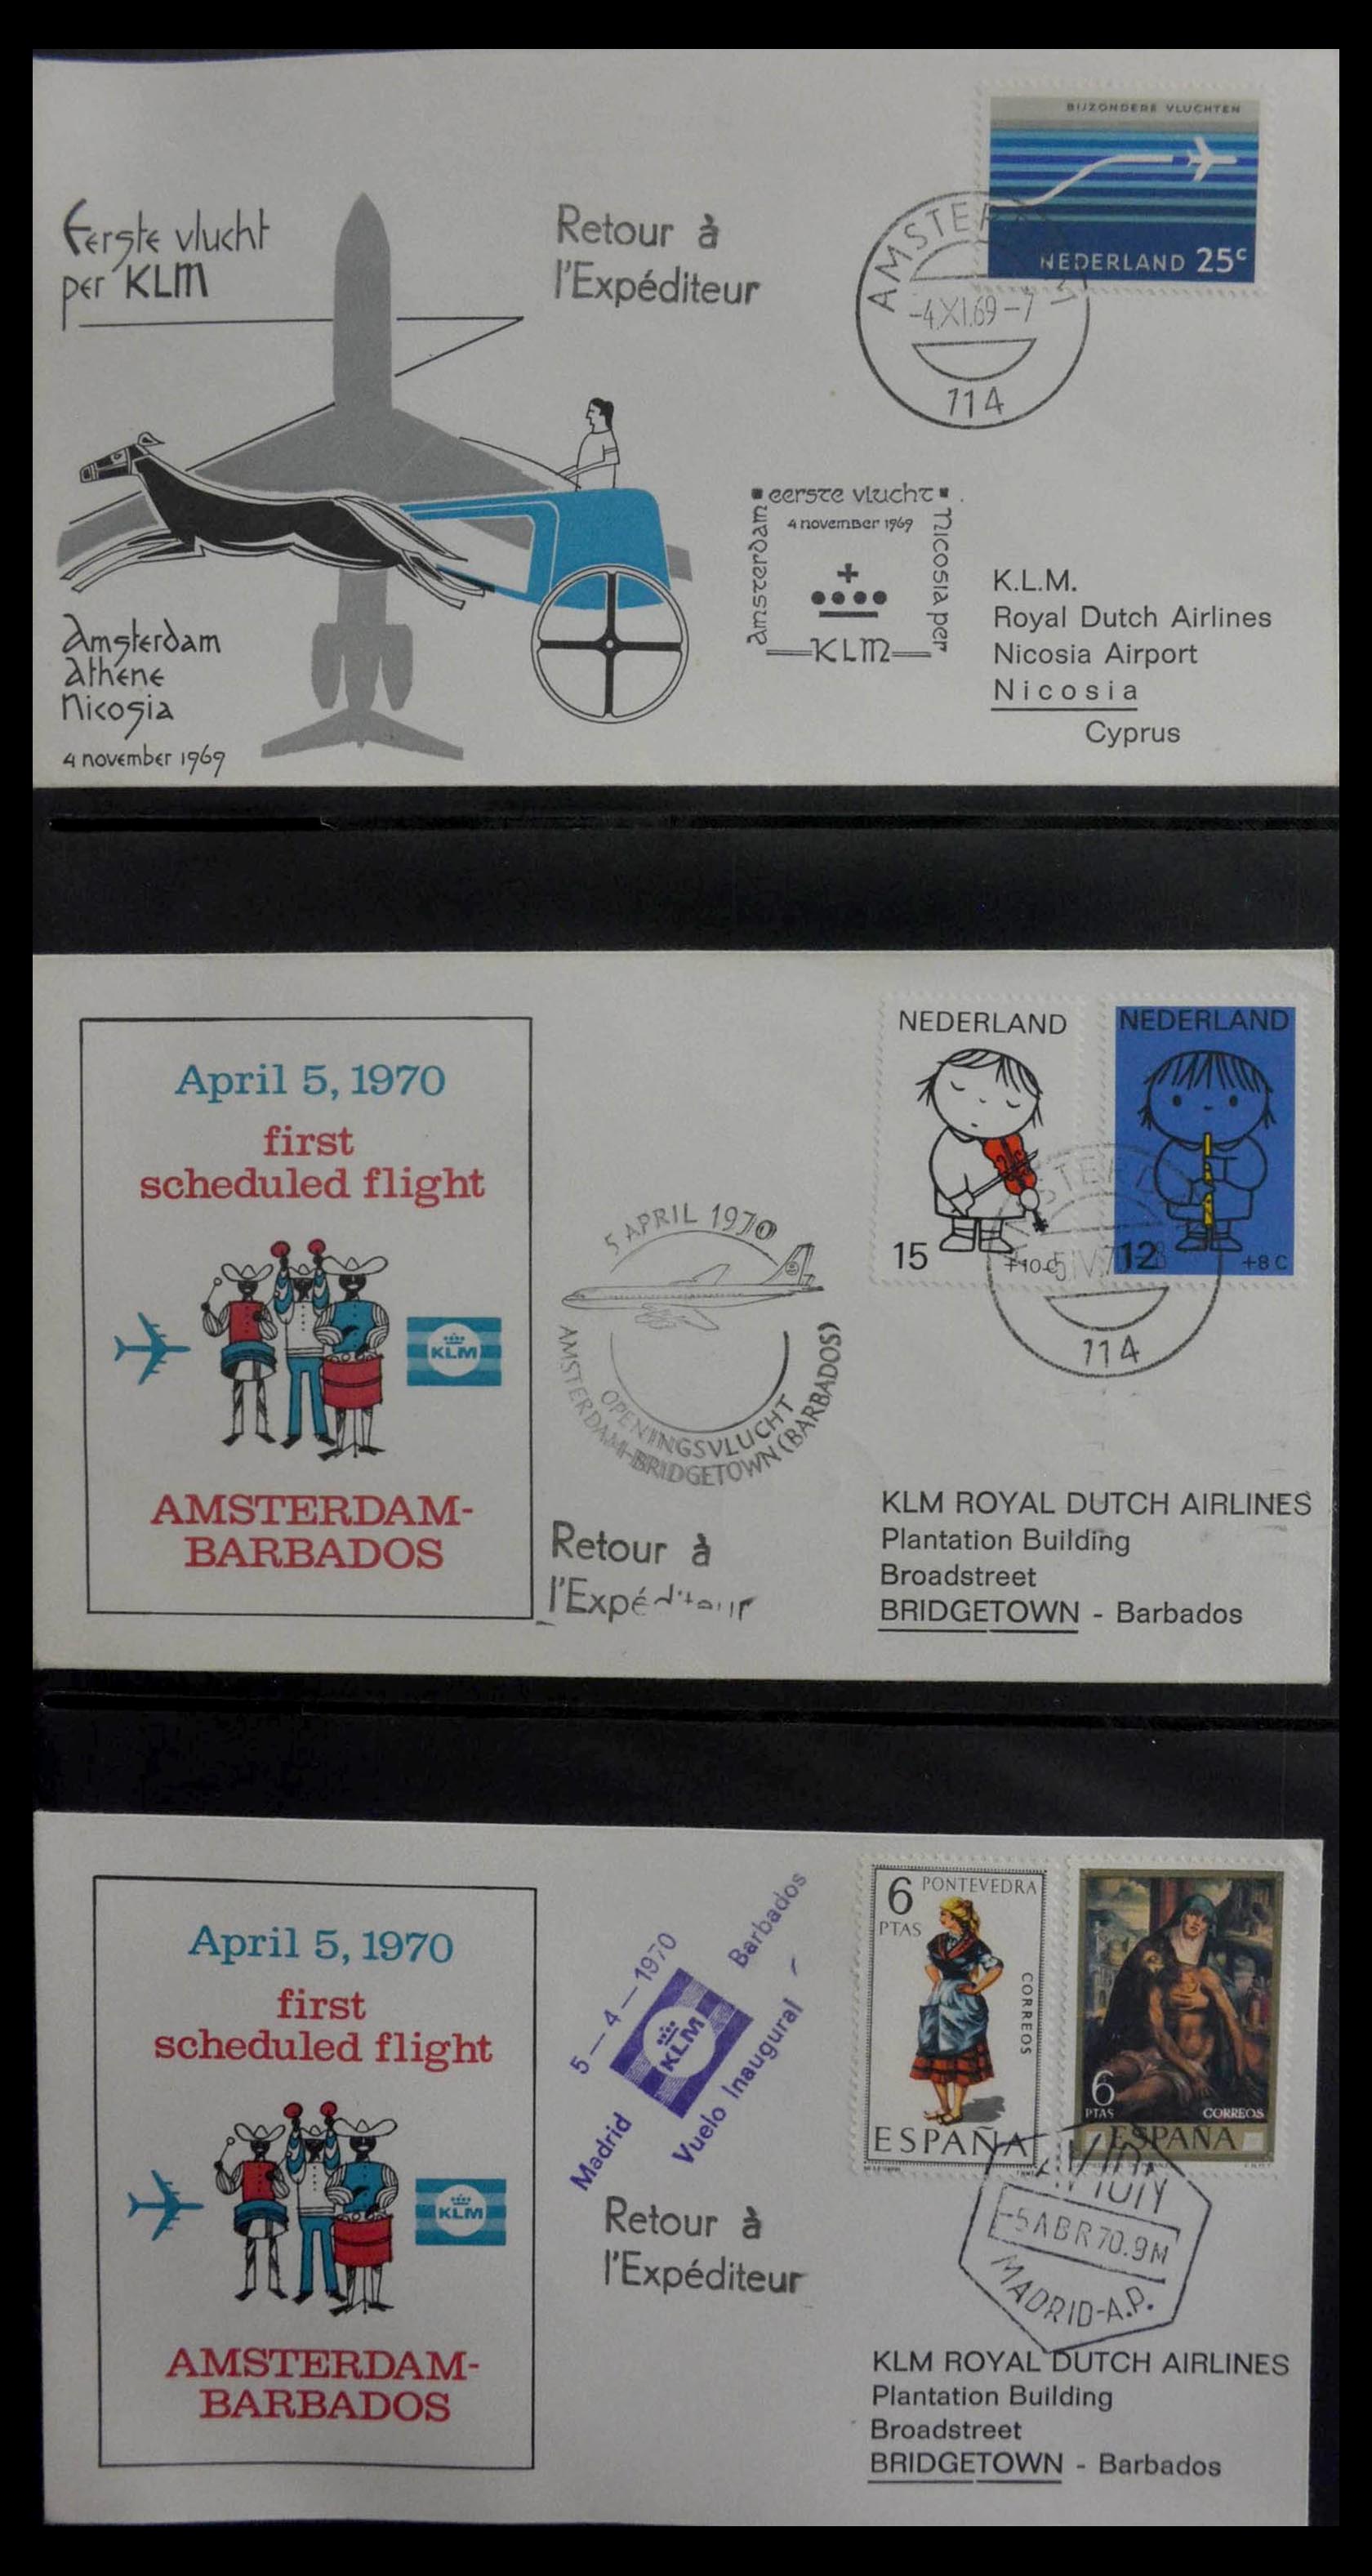 Eerste vlucht
per KLM
Retour à
l'Expéditeur
BIJZONDERE VLUCHTEN
NEDERLAND 25c
-4.XI.69-7
114
Amsterdam
Athene
Nicosia
4 november 1969
eerste vlucht
4 november 1969
amsterdam
nicosia per
KLM
K.L.M.
Royal Dutch Airlines
Nicosia Airport
Nicosia
Cyprus
April 5, 1970
first
scheduled flight
KLM
AMSTERDAM-
BARBADOS
5 APRIL 1970
OPENINGSVLUCHT
AMSTERDAM-BRIDGETOWN (BARBADOS)
Retour à
NEDERLAND
15 +10 C
NEDERLAND
12 +8 C
114
KLM ROYAL DUTCH AIRLINES
Plantation Building
Broadstreet
BRIDGETOWN - Barbados
April 5, 1970
first
scheduled flight
KLM
AMSTERDAM-
BARBADOS
5-4-1970
Madrid
KLM
Barbados
Vuelo Inaugural
Retour à
l'Expéditeur
6 PONTEVEDRA
PTAS
CORREOS
ESPAÑA
6
PTAS
CORREOS
ESPAÑA
AVION
-5 ABR 70.9M
MADRID-A.P.
KLM ROYAL DUTCH AIRLINES
Plantation Building
Broadstreet
BRIDGETOWN - Barbados